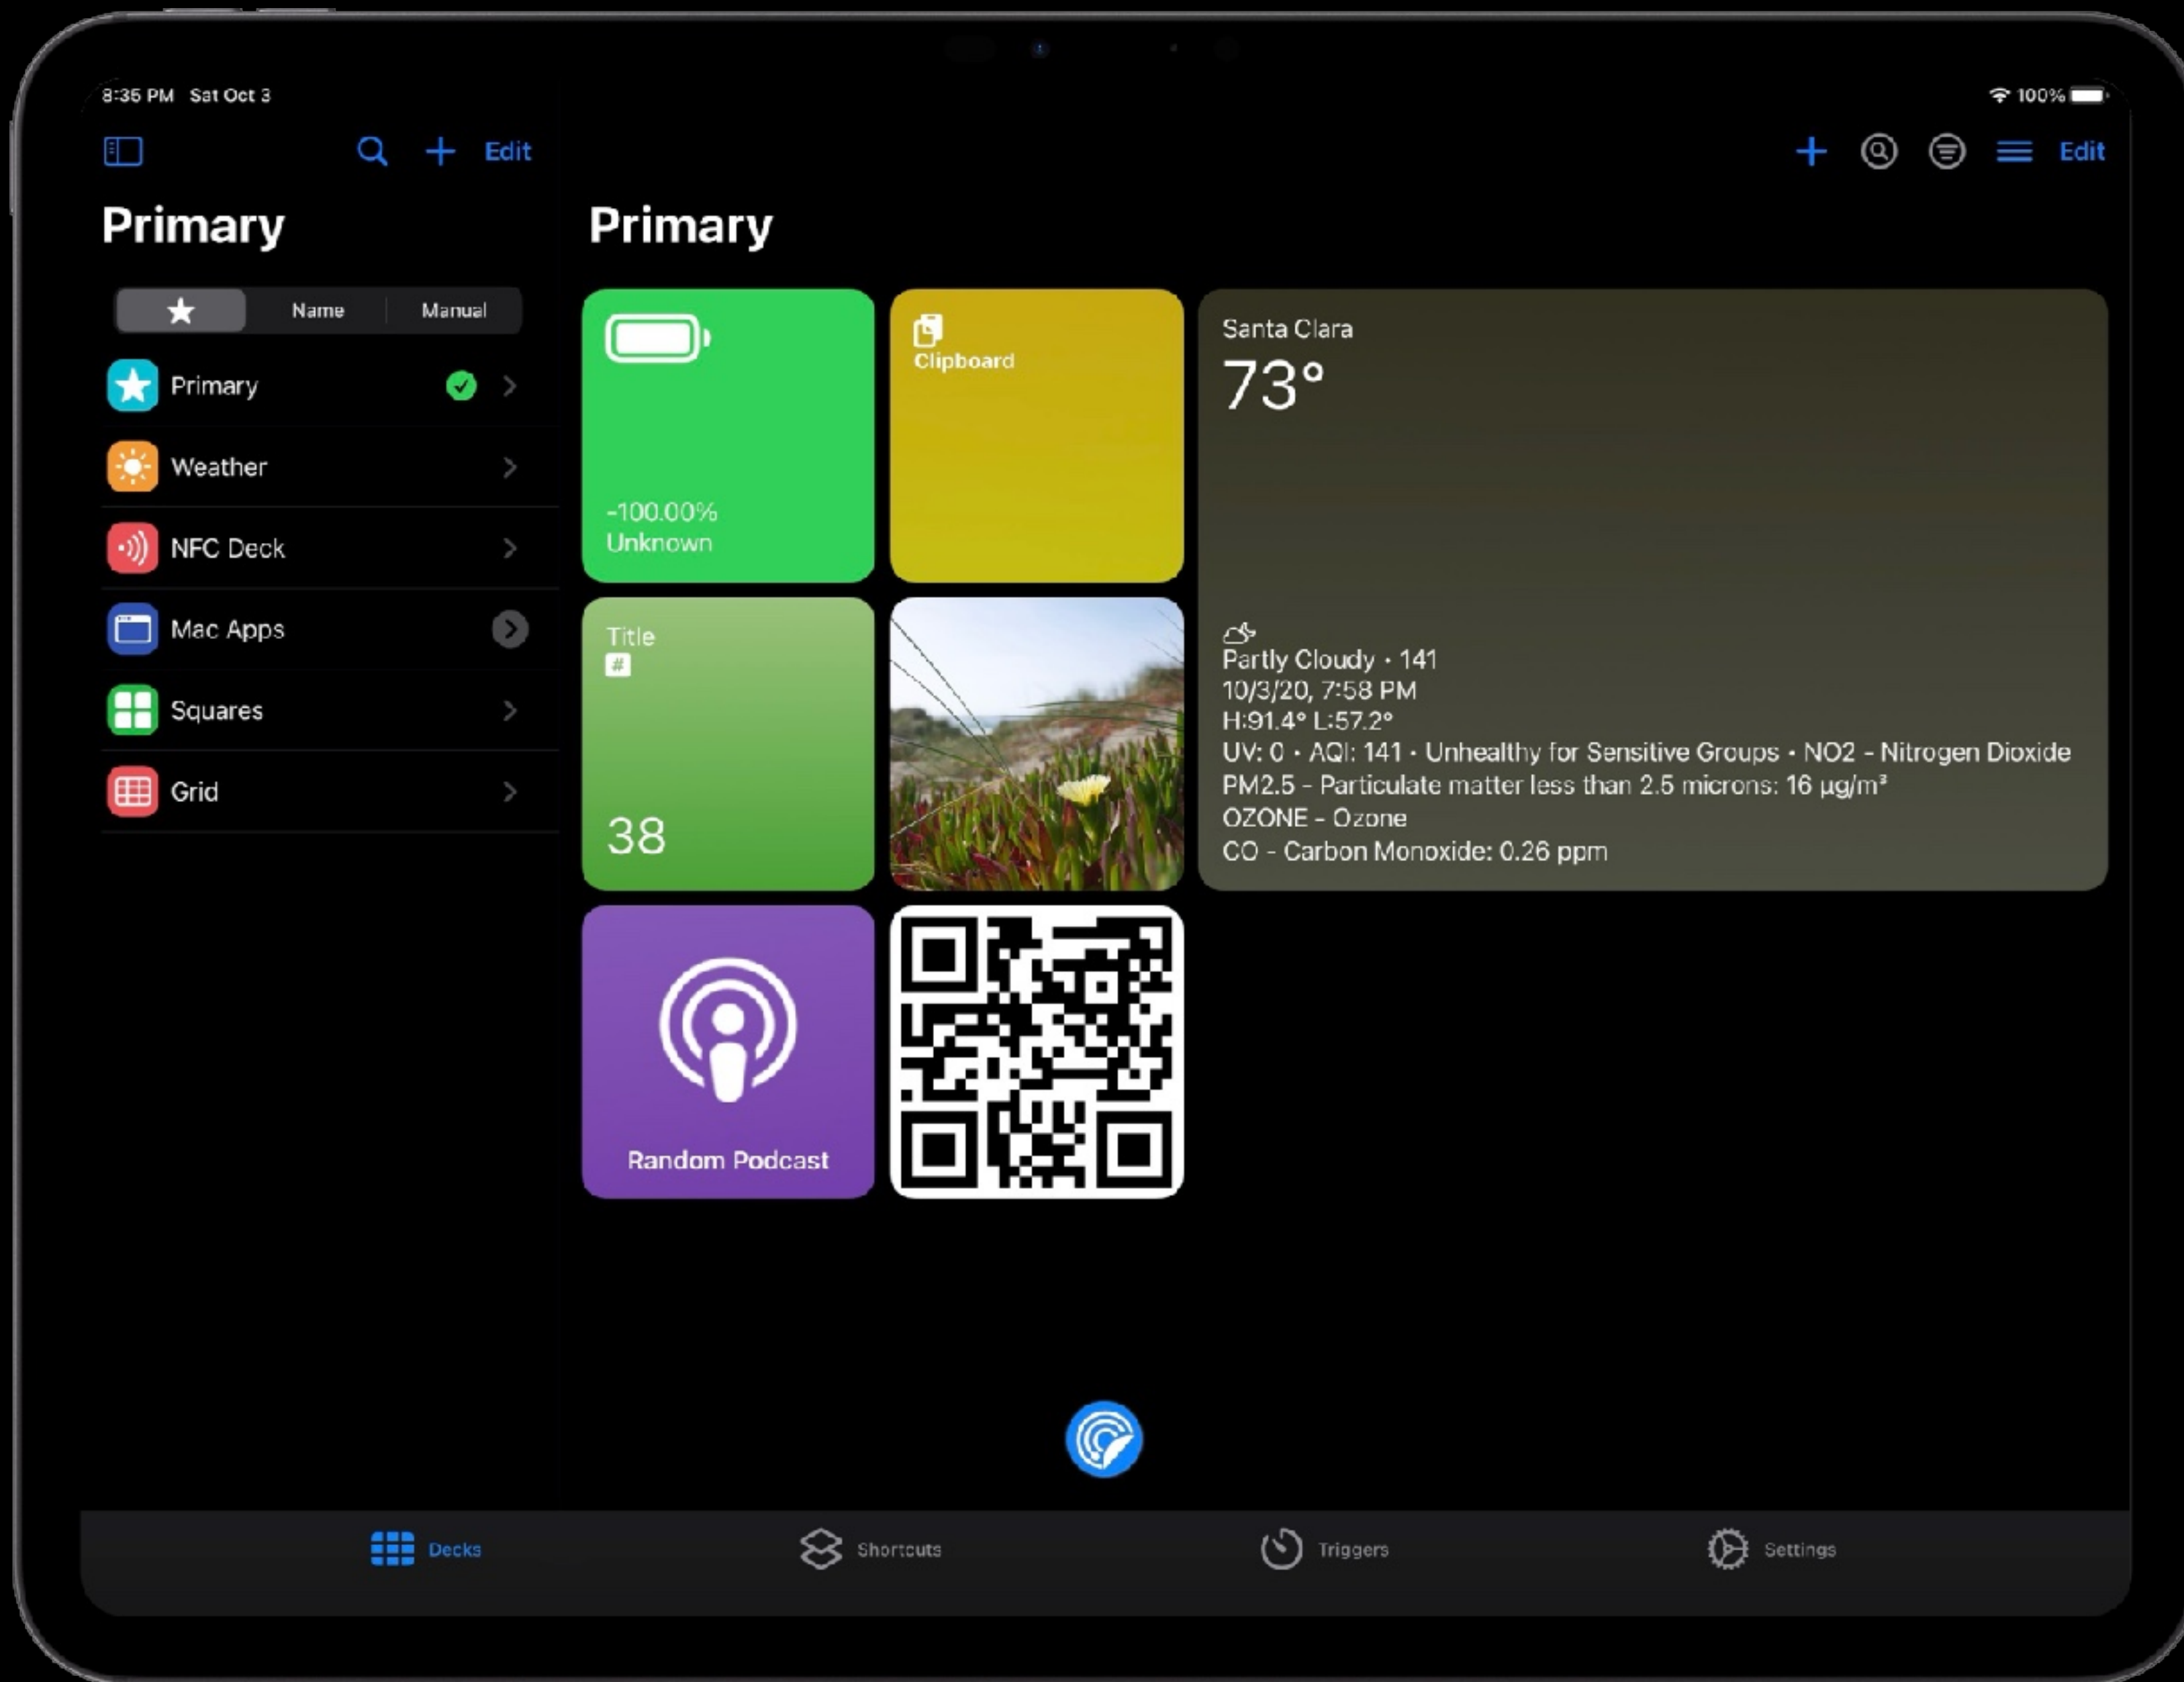 8:35 PM Sat Oct 3
100%
Edit
Edit
Primary
Name
Manual
Primary
Weather
NFC Deck
Mac Apps
Squares
Grid
Primary
-100.00%
Unknown
Clipboard
Santa Clara
73°
Partly Cloudy • 141
10/3/20, 7:58 PM
H:91.4° L:57.2°
UV: 0 • AQI: 141 • Unhealthy for Sensitive Groups • NO2 - Nitrogen Dioxide
PM2.5 - Particulate matter less than 2.5 microns: 16 µg/m³
OZONE - Ozone
CO - Carbon Monoxide: 0.26 ppm
Title
#
38
Random Podcast
Decks
Shortcuts
Triggers
Settings